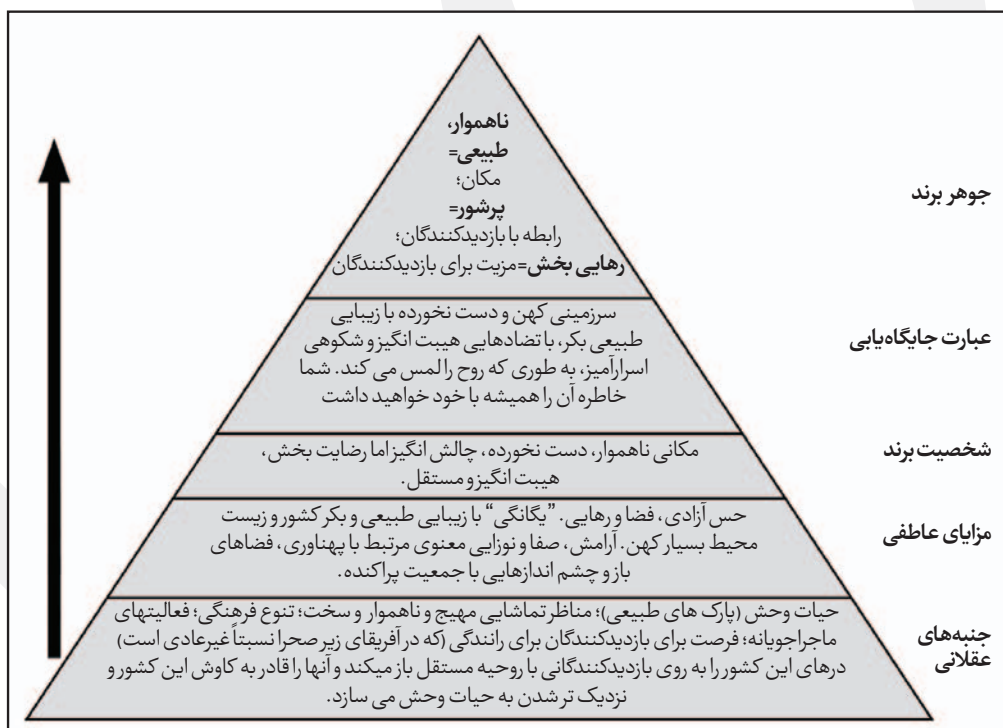 ناهموار،
طبیعی=
مکان؛
پرشور=
رابطه با بازدیدکنندگان؛
رهایی بخش=مزیت برای بازدیدکنندگان
جوهر برند
سرزمینی کهن و دست نخورده با زیبایی
طبیعی بکر، با تضادهایی هیبت انگیز و شکوهی
اسرارآمیز، به طوری که روح را لمس می کند. شما
خاطره آن را همیشه با خود خواهید داشت
عبارت جایگاه‌یابی
مکانی ناهموار، دست نخورده، چالش انگیز اما رضایت بخش،
هیبت انگیز و مستقل.
شخصیت برند
حس آزادی، فضا و رهایی. "یگانگی" با زیبایی طبیعی و بکر کشور و زیست
محیط بسیار کهن. آرامش، صفا و نوزایی معنوی مرتبط با پهناوری، فضاهای
باز و چشم اندازهایی با جمعیت پراکنده.
مزایای عاطفی
حیات وحش (پارک های طبیعی)؛ مناظر تماشایی مهیج و ناهموار و سخت؛ تنوع فرهنگی؛ فعالیتهای
ماجراجویانه؛ فرصت برای بازدیدکنندگان برای رانندگی (که در آفریقای زیر صحرا نسبتاً غیرعادی است)
درهای این کشور را به روی بازدیدکنندگانی با روحیه مستقل باز میکند و آنها را قادر به کاوش این کشور و
نزدیک تر شدن به حیات وحش می سازد.
جنبه‌های
عقلانی